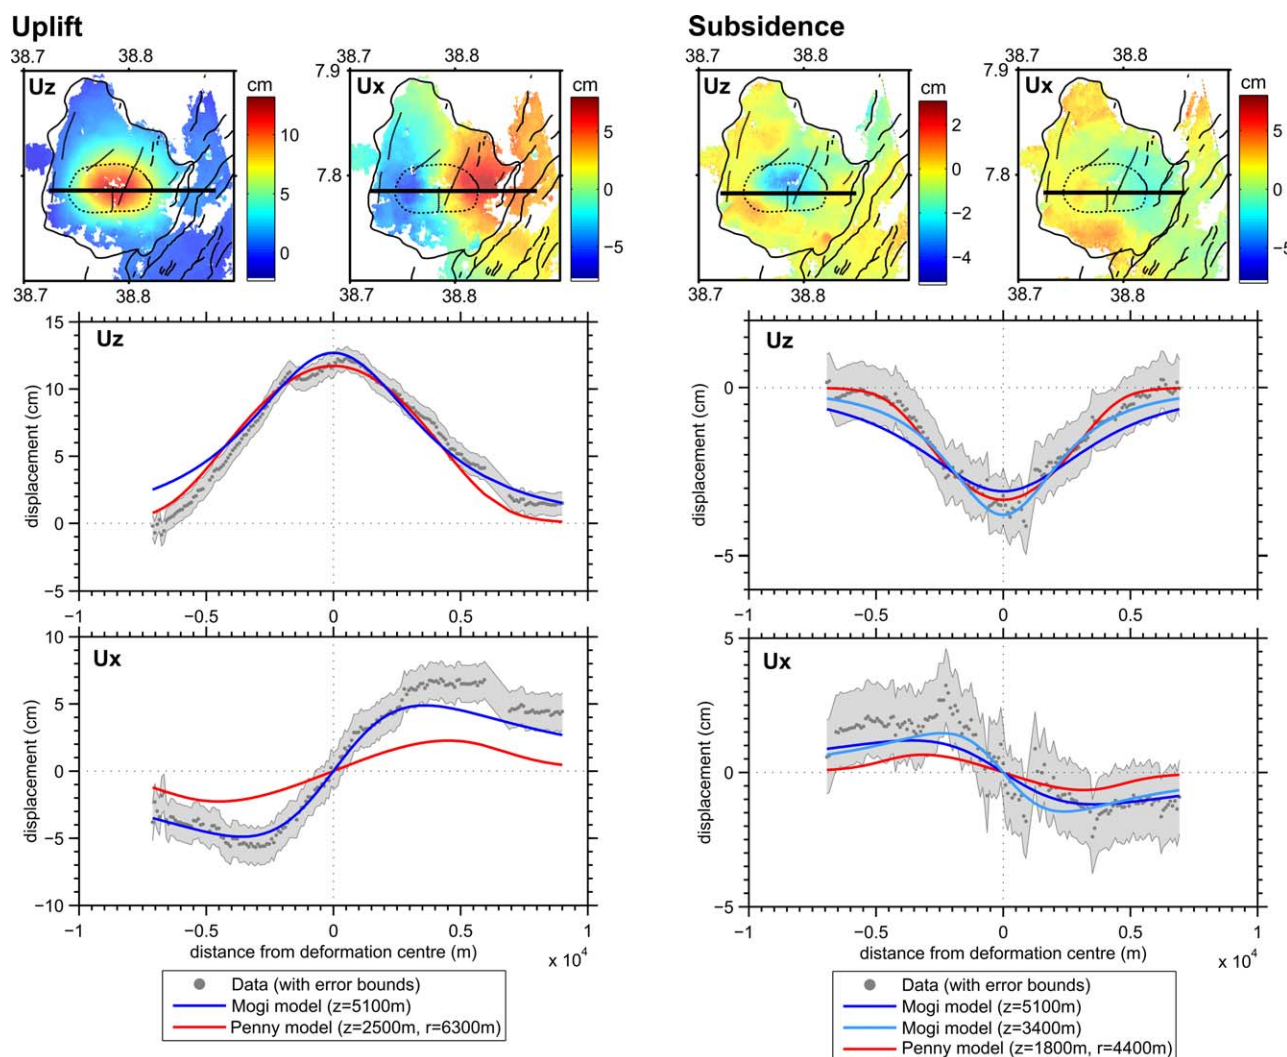 Uplift
Subsidence
38.7 38.8
38.7 38.8
38.7 38.8
38.7 38.8
Uz
cm
10
5
0
Ux
7.9
7.8
cm
5
0
−5
Uz
cm
2
0
−2
−4
Ux
7.9
7.8
cm
5
0
−5
38.7 38.8
38.7 38.8
38.7 38.8
38.7 38.8
Uz
15
10
5
0
−5
displacement (cm)
−1 −0.5 0 0.5 1
Uz
0
−5
displacement (cm)
−1 −0.5 0 0.5 1
Ux
10
5
0
−5
−10
displacement (cm)
−1 −0.5 0 0.5 1
distance from deformation centre (m)
x 10⁴
Ux
5
0
−5
displacement (cm)
−1 −0.5 0 0.5 1
distance from deformation centre (m)
x 10⁴
Data (with error bounds)
Mogi model (z=5100m)
Penny model (z=2500m, r=6300m)
Data (with error bounds)
Mogi model (z=5100m)
Mogi model (z=3400m)
Penny model (z=1800m, r=4400m)